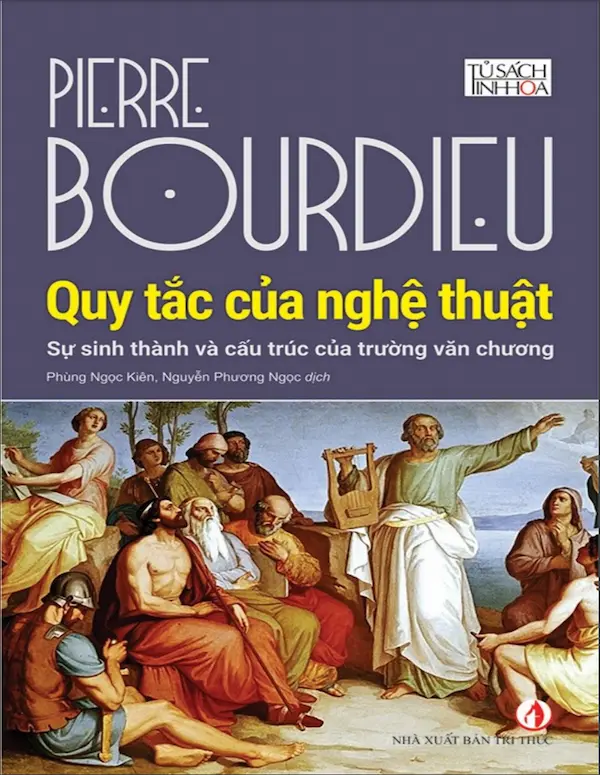 PIERRE
BOURDIEU
TỦ SÁCH
TINH HOA
Quy tắc của nghệ thuật
Sự sinh thành và cấu trúc của trường văn chương
Phùng Ngọc Kiên, Nguyễn Phương Ngọc dịch
NHÀ XUẤT BẢN TRI THỨC